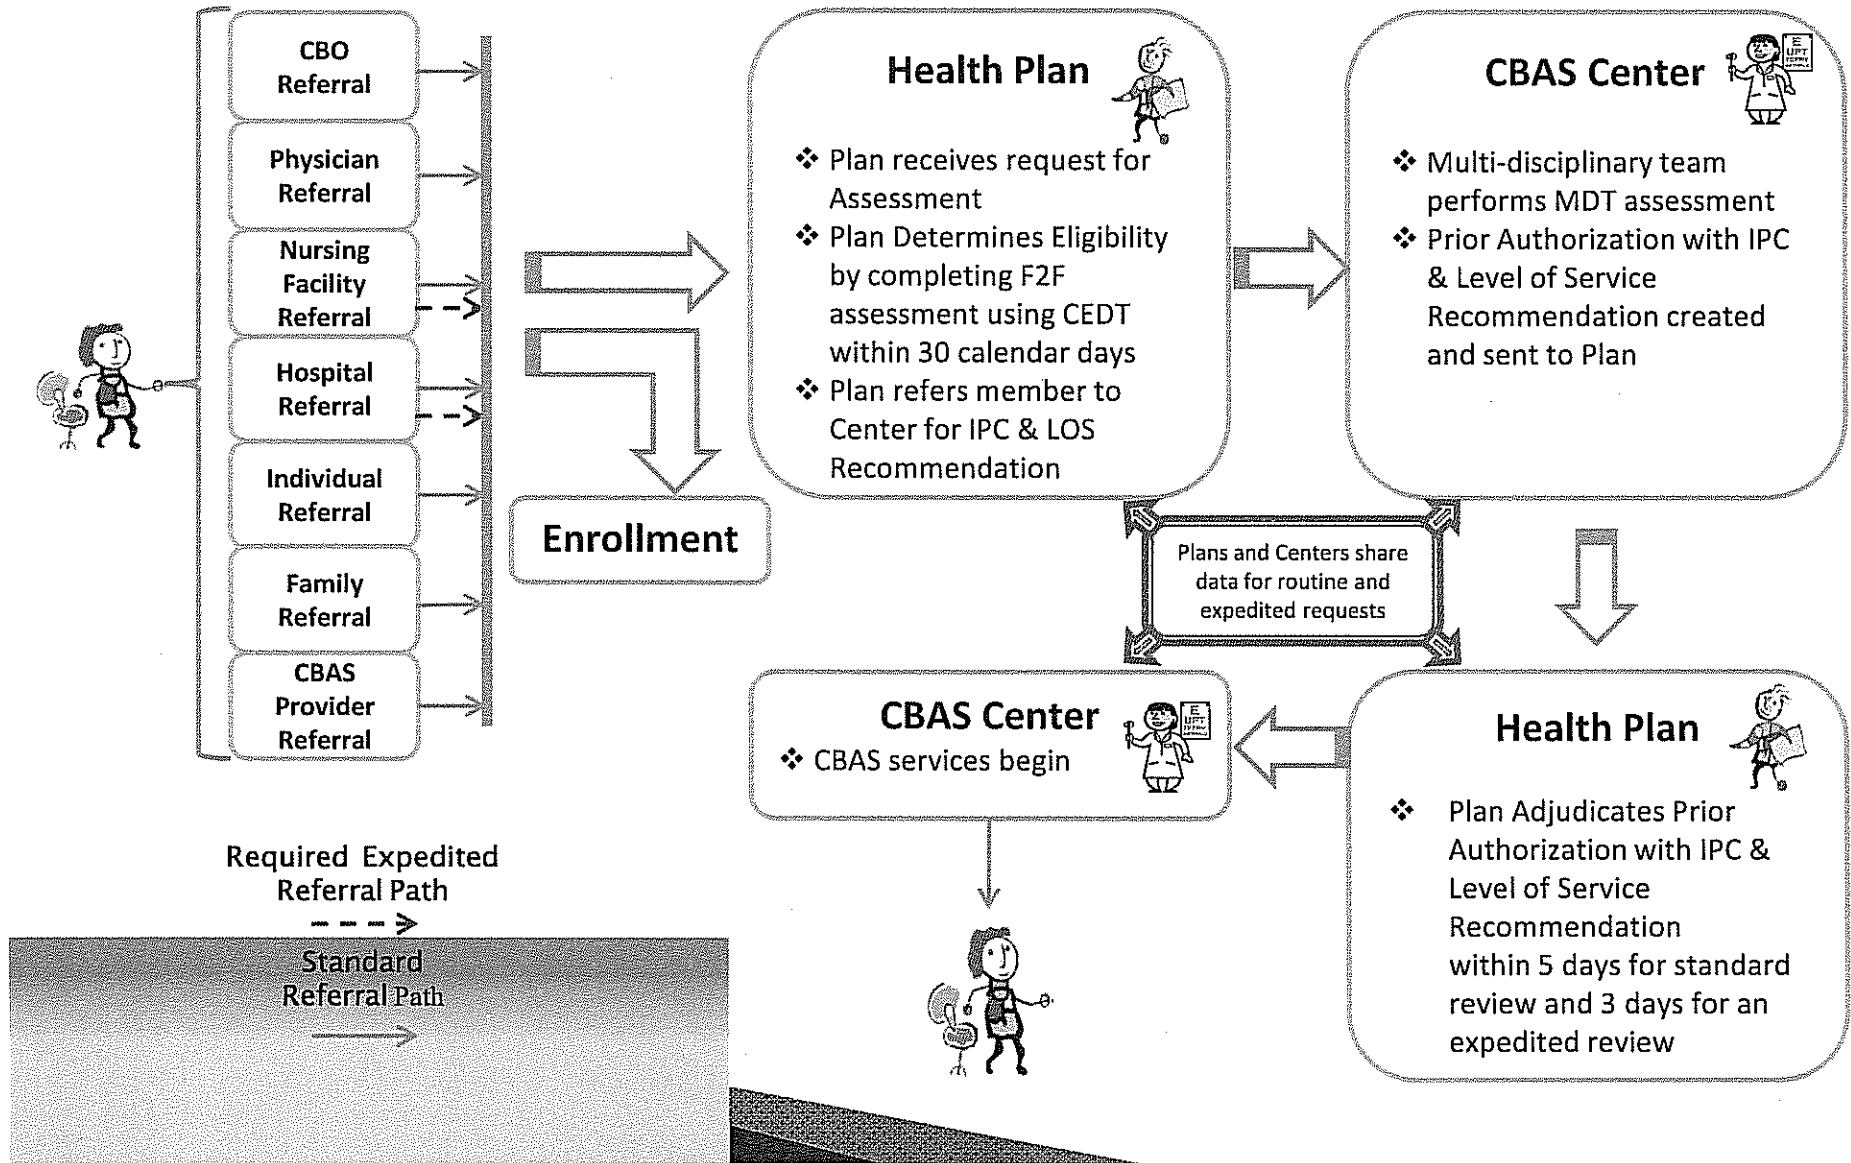 CBO
Referral
Physician
Referral
Nursing
Facility
Referral
Hospital
Referral
Individual
Referral
Family
Referral
CBAS
Provider
Referral
Enrollment
Health Plan
❖ Plan receives request for
Assessment
❖ Plan Determines Eligibility
by completing F2F
assessment using CEDT
within 30 calendar days
❖ Plan refers member to
Center for IPC & LOS
Recommendation
CBAS Center
❖ Multi-disciplinary team
performs MDT assessment
❖ Prior Authorization with IPC
& Level of Service
Recommendation created
and sent to Plan
Plans and Centers share
data for routine and
expedited requests
Health Plan
❖ Plan Adjudicates Prior
Authorization with IPC &
Level of Service
Recommendation
within 5 days for standard
review and 3 days for an
expedited review
CBAS Center
❖ CBAS services begin
Required Expedited
Referral Path
Standard
Referral Path